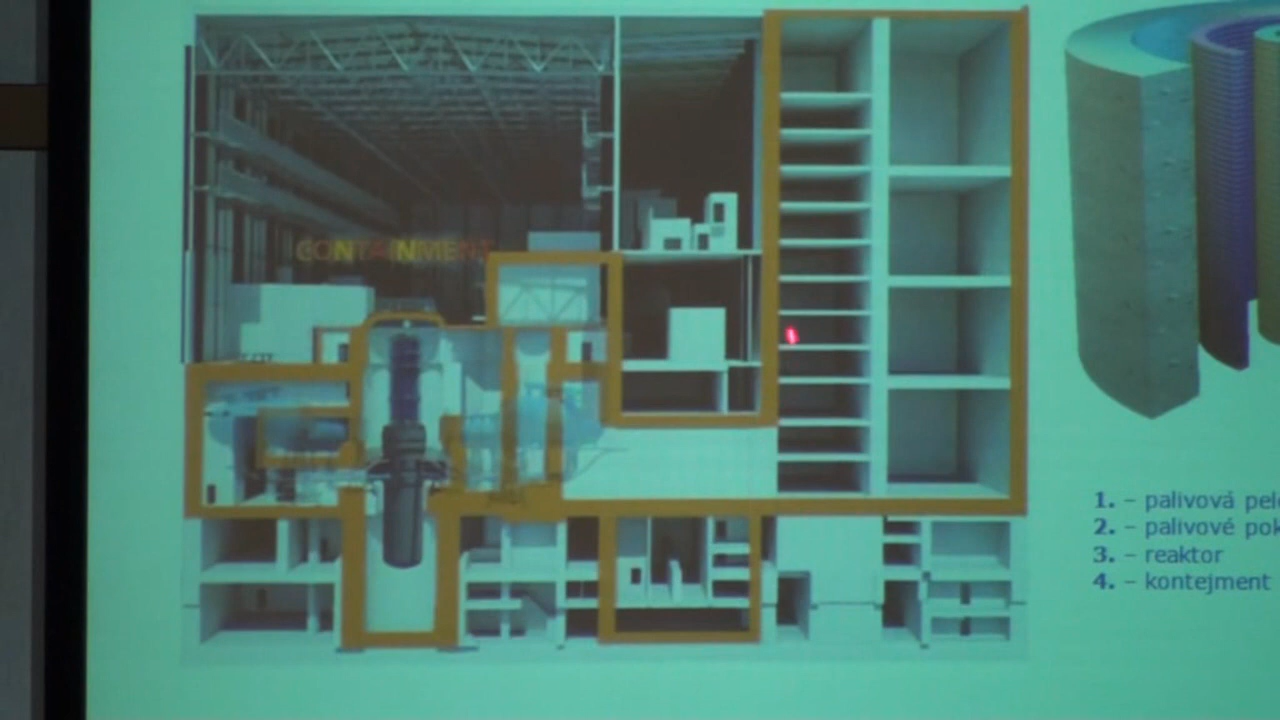 CONTAINMENT
1. – palivová
2. – palivové
3. – reaktor
4. – kontejment